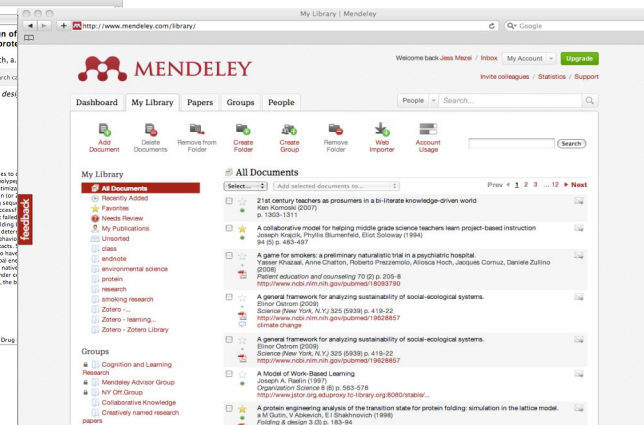 My Library | Mendeley
http://www.mendeley.com/library/
Google
MENDELEY
Welcome back Jess Mezei / Inbox
My Account
Upgrade
Invite colleagues / Statistics / Support
Dashboard
My Library
Papers
Groups
People
People
Search...
Add Document
Delete Documents
Remove from Folder
Create Folder
Create Group
Remove Folder
Web Importer
Account Usage
Search
My Library
All Documents
Recently Added
Favorites
Needs Review
My Publications
Unsorted
class
endnote
environmental science
protein
research
smoking research
Zotero -...
Zotero - learning...
Zotero - Zotero Library
Groups
Cognition and Learning
Research
Mendeley Advisor Group
NY Off.Group
Collaborative Knowledge
Creatively named research
papers
feedback
All Documents
Select...
Add selected documents to...
Prev 1 2 3 ... 12 Next
21st century teachers as prosumers in a bi-literate knowledge-driven world
Ken Komoski (2007)
p. 1303-1311
A collaborative model for helping middle grade science teachers learn project-based instruction
Joseph Krajcik, Phyllis Blumenfeld, Eliot Soloway (1994)
94 (5) p. 483-497
A game for smokers: a preliminary naturalistic trial in a psychiatric hospital.
Yasser Khazaal, Anne Chatton, Roberto Prezzemolo, Aliosca Hoch, Jacques Cornuz, Daniele Zullino
(2008)
Patient education and counseling 70 (2) p. 205-8
http://www.ncbi.nlm.nih.gov/pubmed/18093790
A general framework for analyzing sustainability of social-ecological systems.
Elinor Ostrom (2009)
Science (New York, N.Y.) 325 (5939) p. 419-22
http://www.ncbi.nlm.nih.gov/pubmed/19628857
climate change
A general framework for analyzing sustainability of social-ecological systems.
Elinor Ostrom (2009)
Science (New York, N.Y.) 325 (5939) p. 419-22
http://www.ncbi.nlm.nih.gov/pubmed/19628857
A Model of Work-Based Learning
Joseph A. Raelin (1997)
Organization Science 8 (6) p. 563-578
http://www.jstor.org.eduproxy.tc-library.org:8080/stable/...
A protein engineering analysis of the transition state for protein folding: simulation in the lattice model.
a M Gutin, V Abkevich, E I Shakhnovich (1998)
Folding & design 3 (3) p. 183-94
Drug